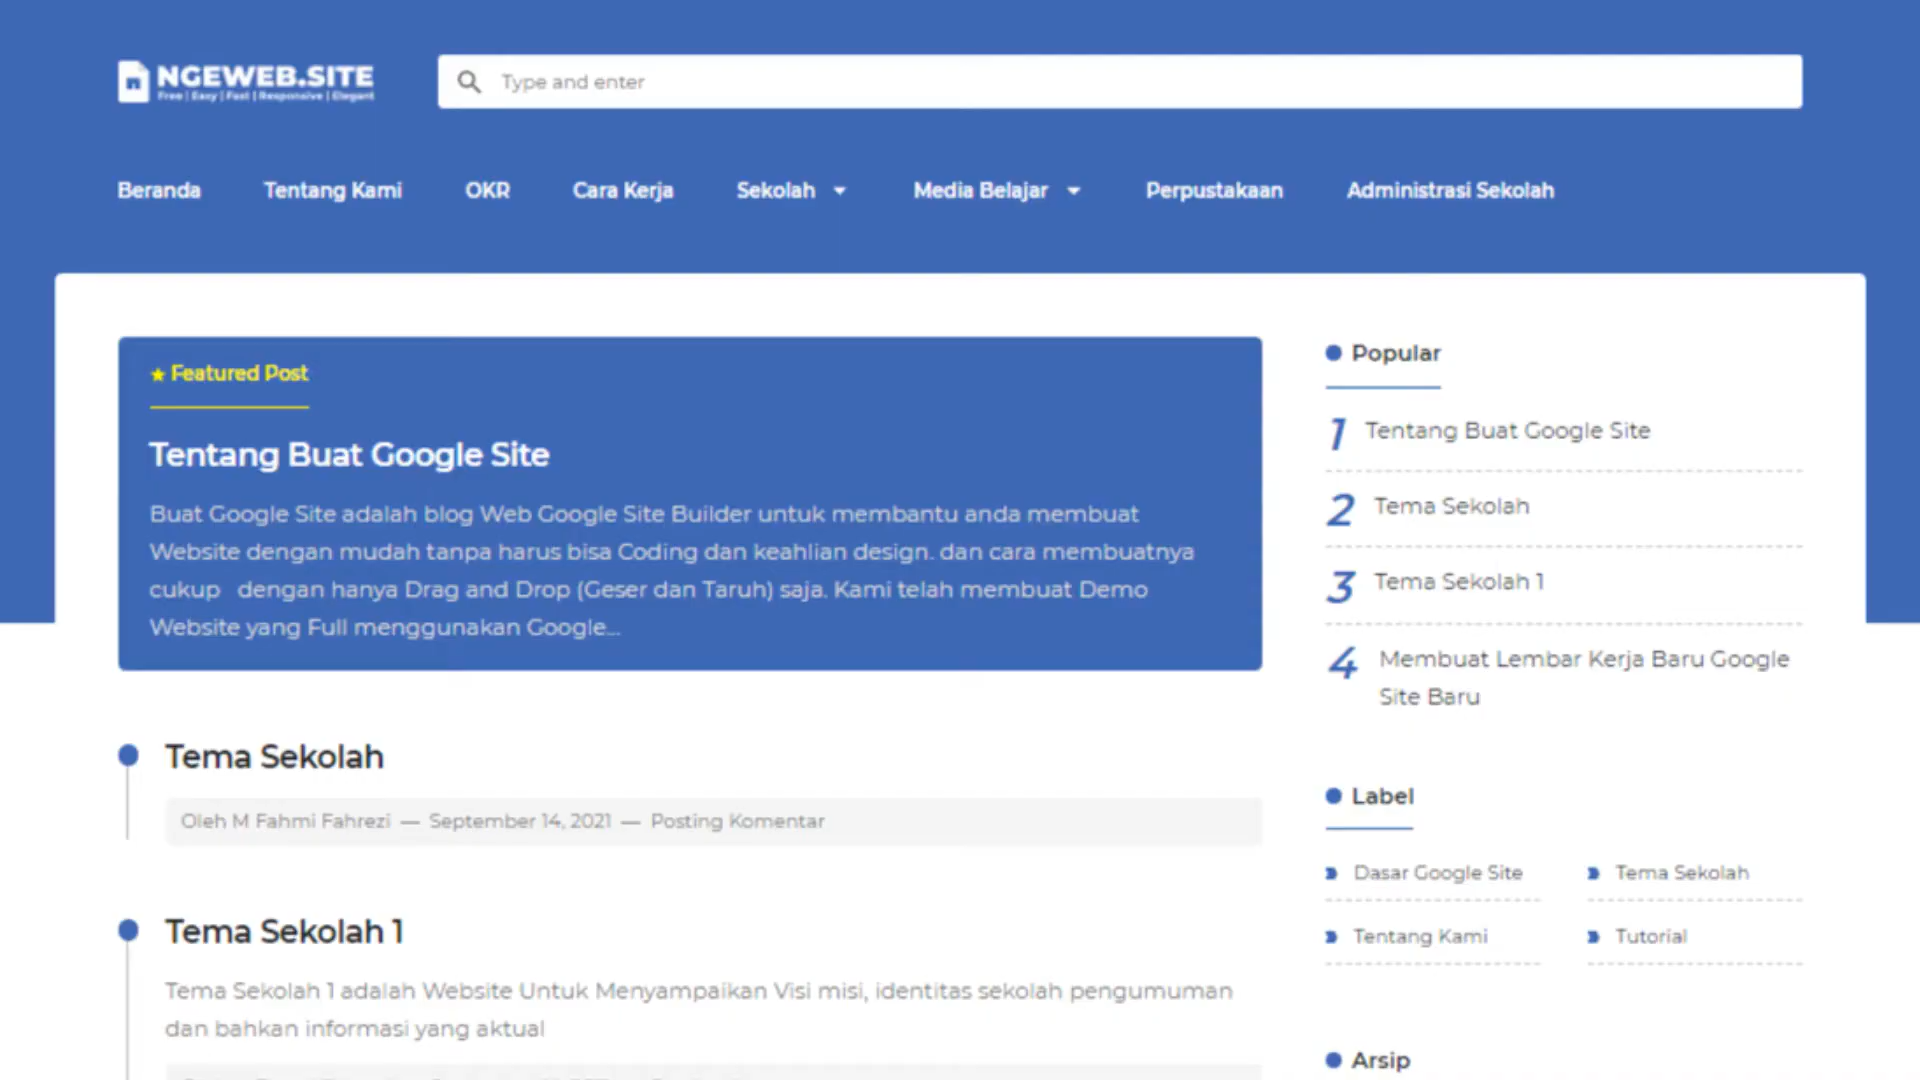 NGEWEB.SITE
Free | Easy | Fast | Responsive | Elegant
Type and enter
Beranda
Tentang Kami
OKR
Cara Kerja
Sekolah
Media Belajar
Perpustakaan
Administrasi Sekolah
★ Featured Post
Tentang Buat Google Site
Buat Google Site adalah blog Web Google Site Builder untuk membantu anda membuat
Website dengan mudah tanpa harus bisa Coding dan keahlian design. dan cara membuatnya
cukup dengan hanya Drag and Drop (Geser dan Taruh) saja. Kami telah membuat Demo
Website yang Full menggunakan Google...
Tema Sekolah
Oleh M Fahmi Fahrezi — September 14, 2021 — Posting Komentar
Tema Sekolah 1
Tema Sekolah 1 adalah Website Untuk Menyampaikan Visi misi, identitas sekolah pengumuman
dan bahkan informasi yang aktual
Popular
1 Tentang Buat Google Site
2 Tema Sekolah
3 Tema Sekolah 1
4 Membuat Lembar Kerja Baru Google
Site Baru
Label
Dasar Google Site
Tema Sekolah
Tentang Kami
Tutorial
Arsip